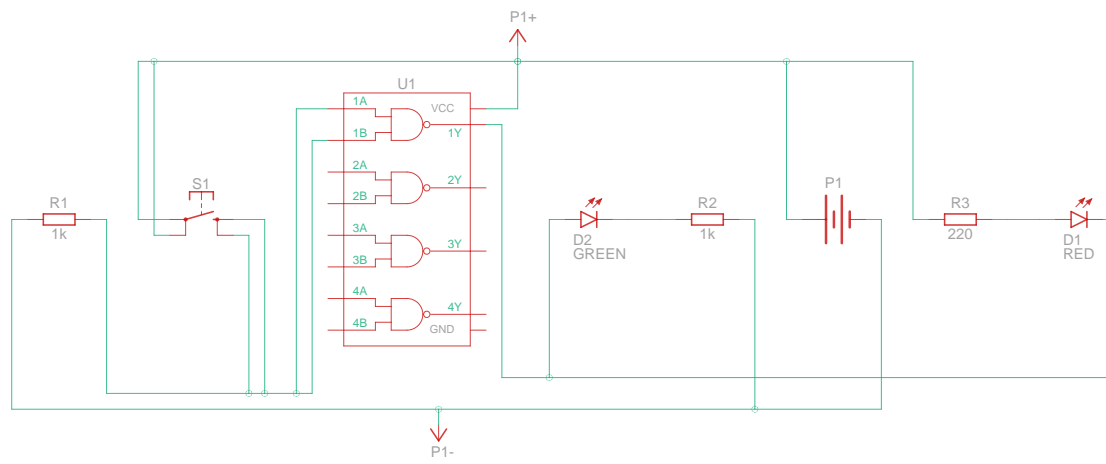 P1+
U1
1A
VCC
1B
1Y
2A
2Y
2B
3A
3Y
3B
4A
4Y
4B
GND
R1
1k
S1
D2
GREEN
R2
1k
P1
R3
220
D1
RED
P1-